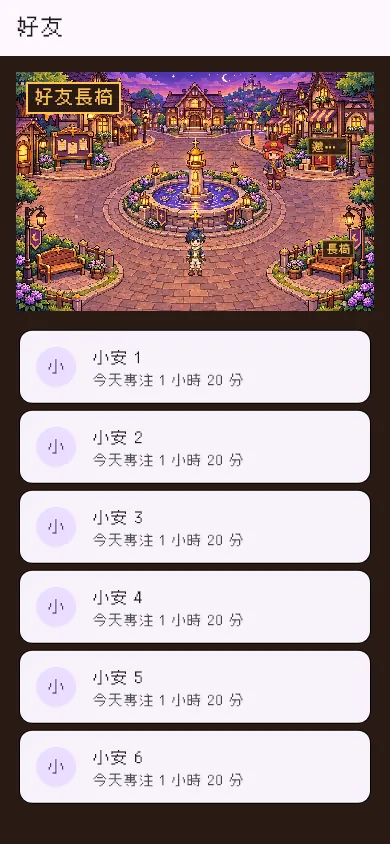 好友
好友長椅
邀…
長椅
小
小安 1
今天專注 1 小時 20 分
小
小安 2
今天專注 1 小時 20 分
小
小安 3
今天專注 1 小時 20 分
小
小安 4
今天專注 1 小時 20 分
小
小安 5
今天專注 1 小時 20 分
小
小安 6
今天專注 1 小時 20 分